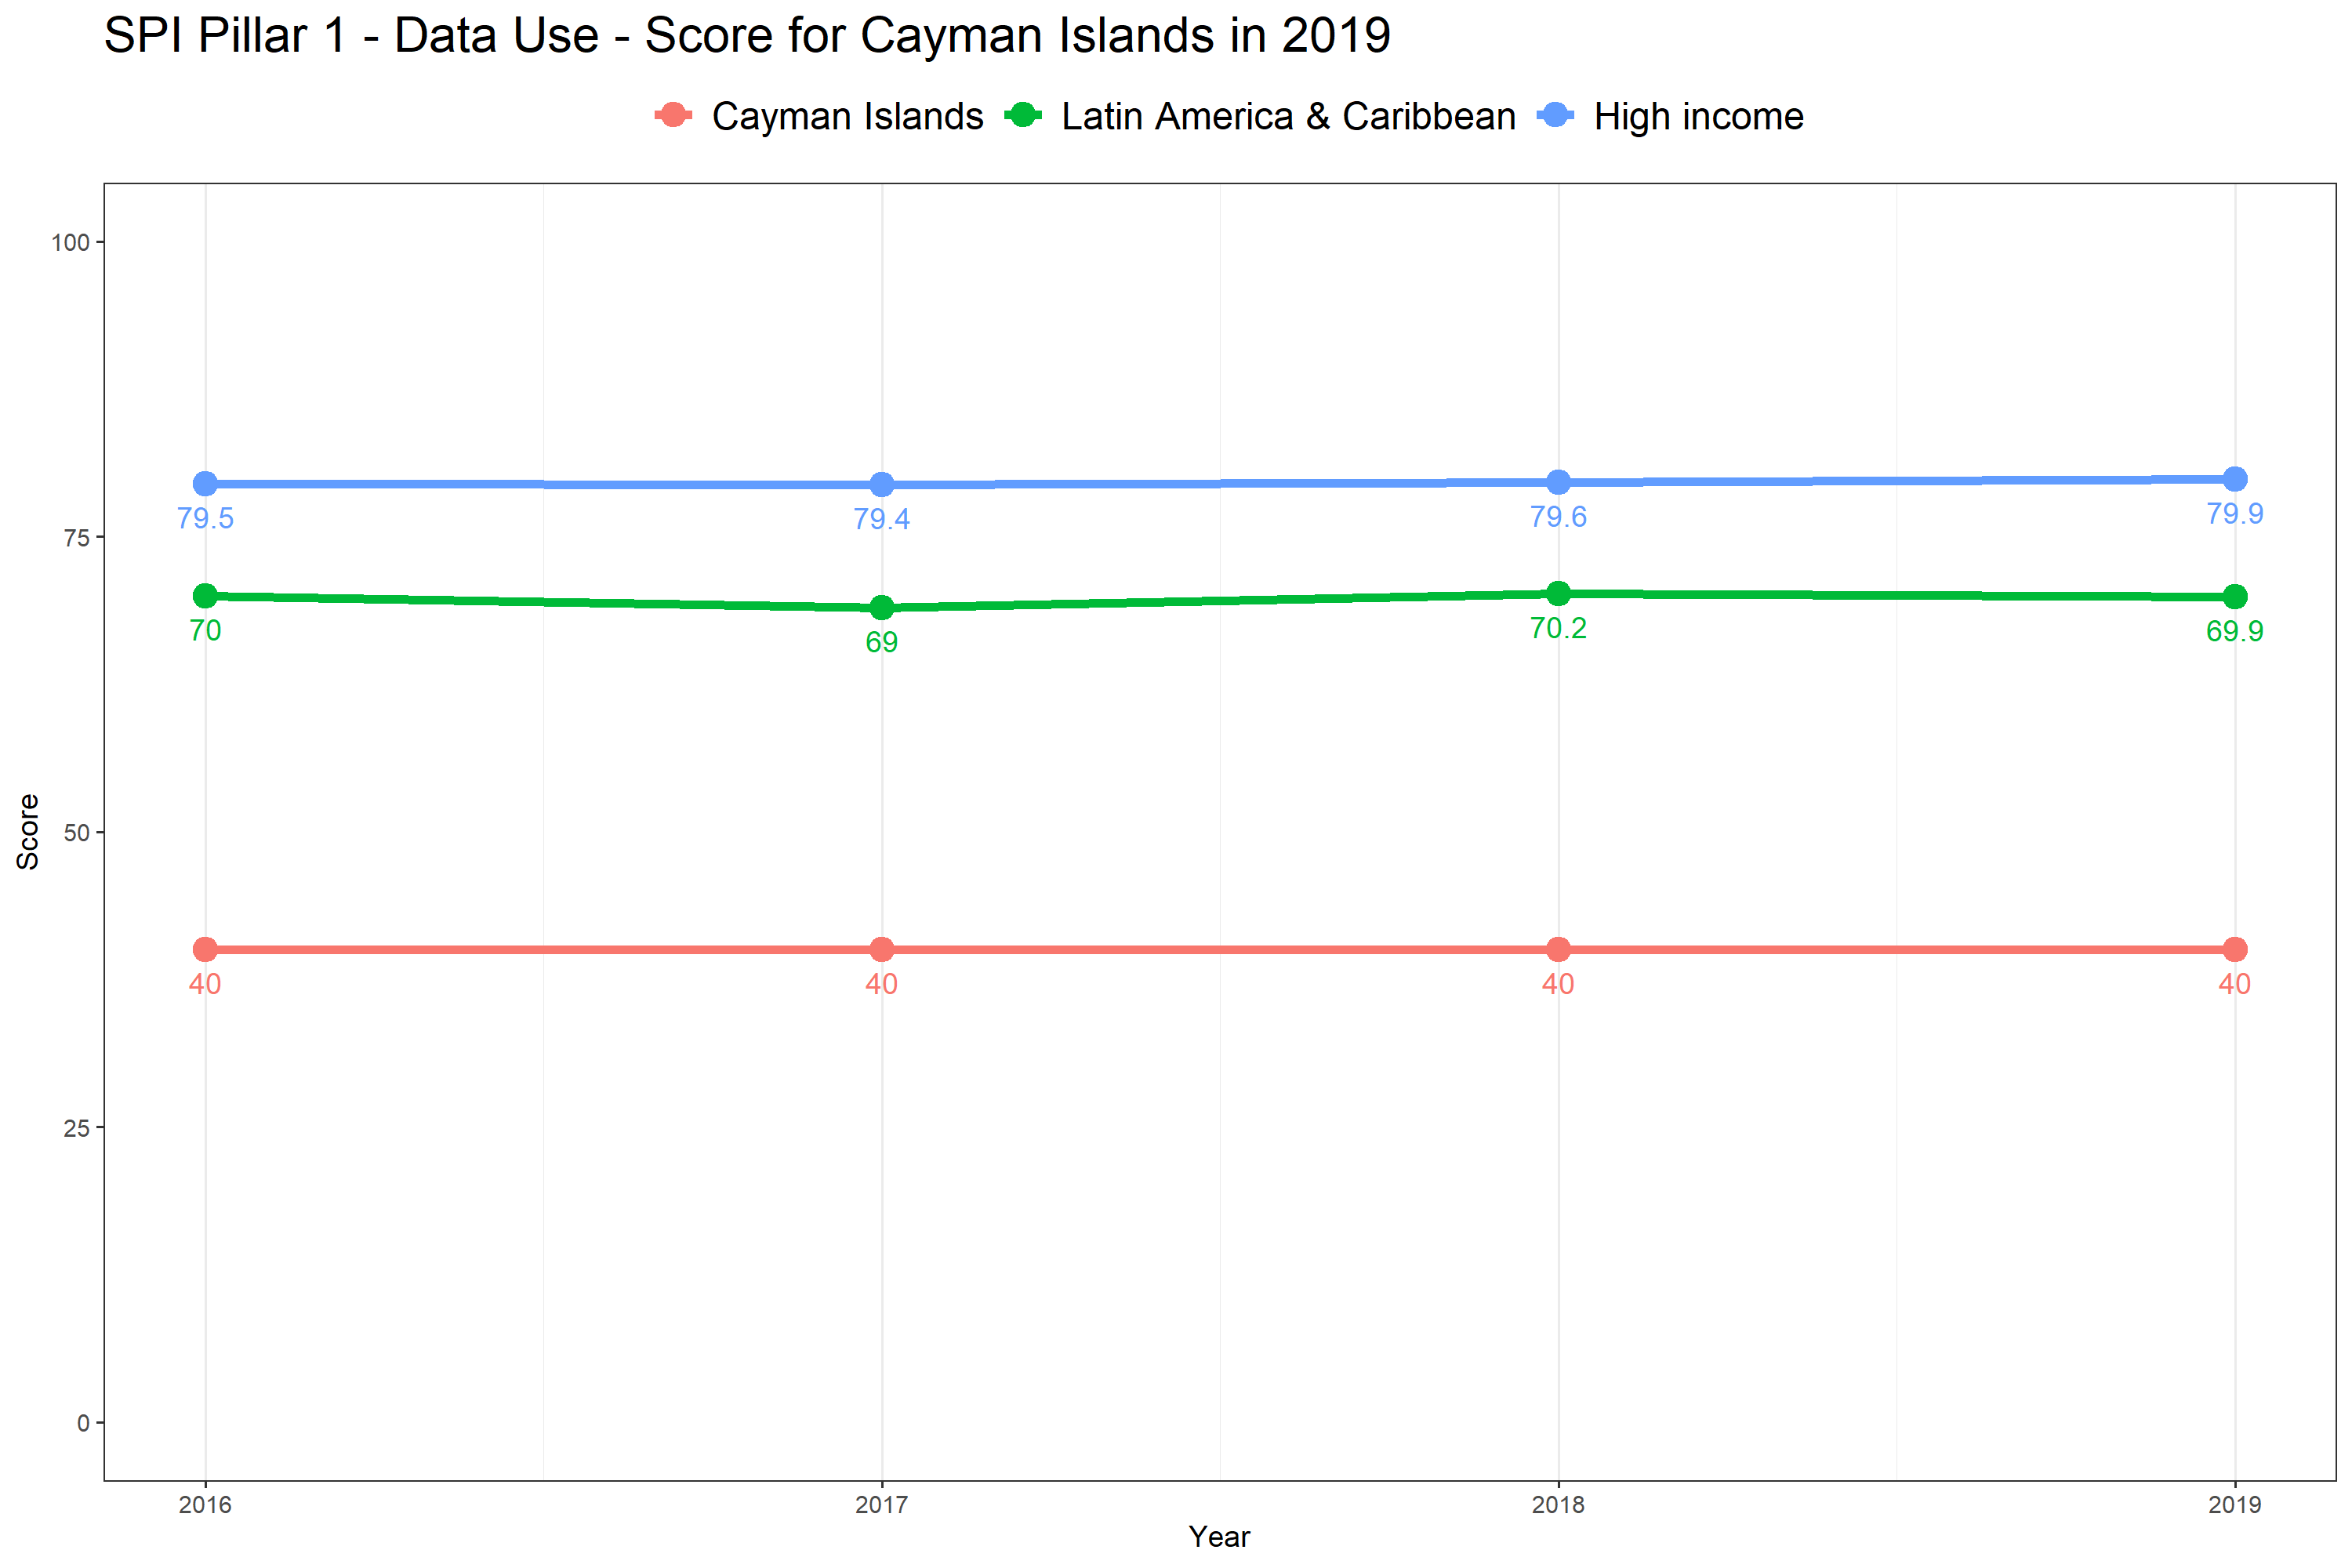 SPI Pillar 1 - Data Use - Score for Cayman Islands in 2019
Cayman Islands Latin America & Caribbean High income
100
79.5 79.4 79.6 79.9
75
70 69 70.2 69.9
Score
50
40 40 40 40
25
0
2016 2017 2018 2019
Year